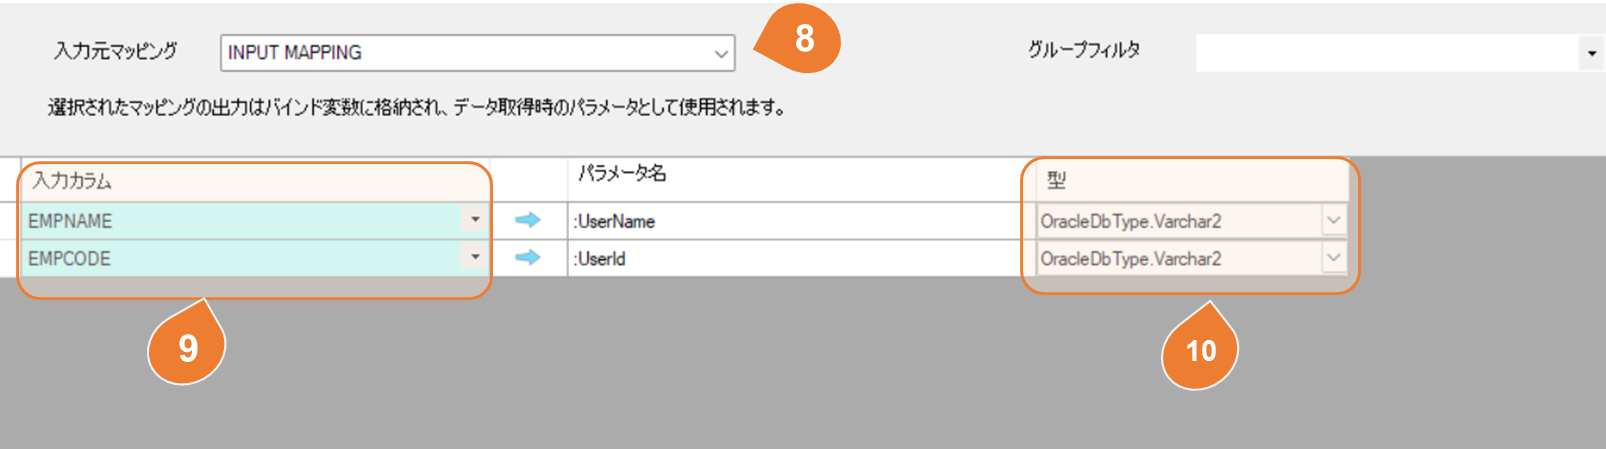 入力元マッピング INPUT MAPPING 8 グループフィルタ
選択されたマッピングの出力はバインド変数に格納され、データ取得時のパラメータとして使用されます。
入力カラム パラメータ名 型
EMPNAME :UserName OracleDbType.Varchar2
EMPCODE :UserId OracleDbType.Varchar2
9 10